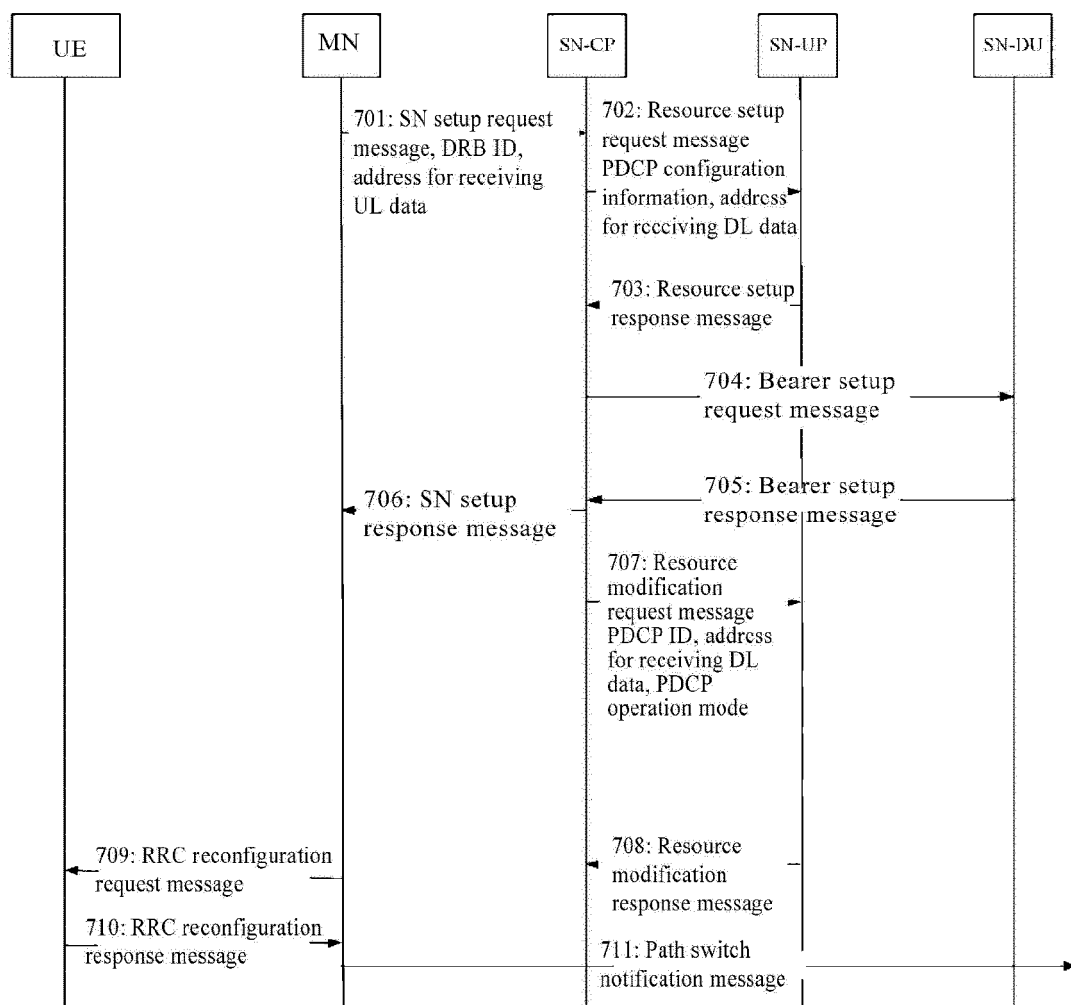 UE
MN
SN-CP
SN-UP
SN-DU
701: SN setup request
message, DRB ID,
address for receiving
UL data
702: Resource setup
request message
PDCP configuration
information, address
for receiving DL data
703: Resource setup
response message
704: Bearer setup
request message
705: Bearer setup
response message
706: SN setup
response message
707: Resource
modification
request message
PDCP ID, address
for receiving DL
data, PDCP
operation mode
708: Resource
modification
response message
709: RRC reconfiguration
request message
710: RRC reconfiguration
response message
711: Path switch
notification message